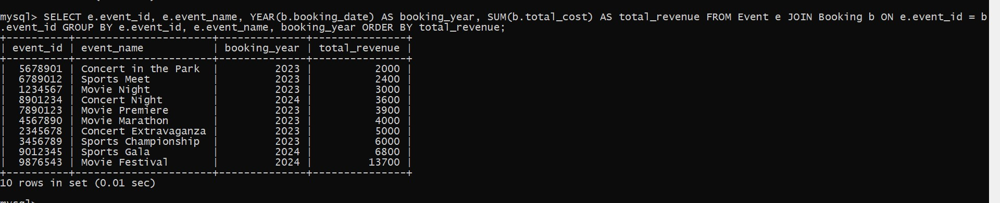 mysql> SELECT e.event_id, e.event_name, YEAR(b.booking_date) AS booking_year, SUM(b.total_cost) AS total_revenue FROM Event e JOIN Booking b ON e.event_id = b
.event_id GROUP BY e.event_id, e.event_name, booking_year ORDER BY total_revenue;
+----------+----------------------+--------------+---------------+
| event_id | event_name           | booking_year | total_revenue |
+----------+----------------------+--------------+---------------+
|  5678901 | Concert in the Park  |         2023 |          2000 |
|  6789012 | Sports Meet          |         2023 |          2400 |
|  1234567 | Movie Night          |         2023 |          3000 |
|  8901234 | Concert Night        |         2024 |          3600 |
|  7890123 | Movie Premiere       |         2023 |          3900 |
|  4567890 | Movie Marathon       |         2023 |          4000 |
|  2345678 | Concert Extravaganza |         2023 |          5000 |
|  3456789 | Sports Championship  |         2023 |          6000 |
|  9012345 | Sports Gala          |         2024 |          6800 |
|  9876543 | Movie Festival       |         2024 |         13700 |
+----------+----------------------+--------------+---------------+
10 rows in set (0.01 sec)
mysql>